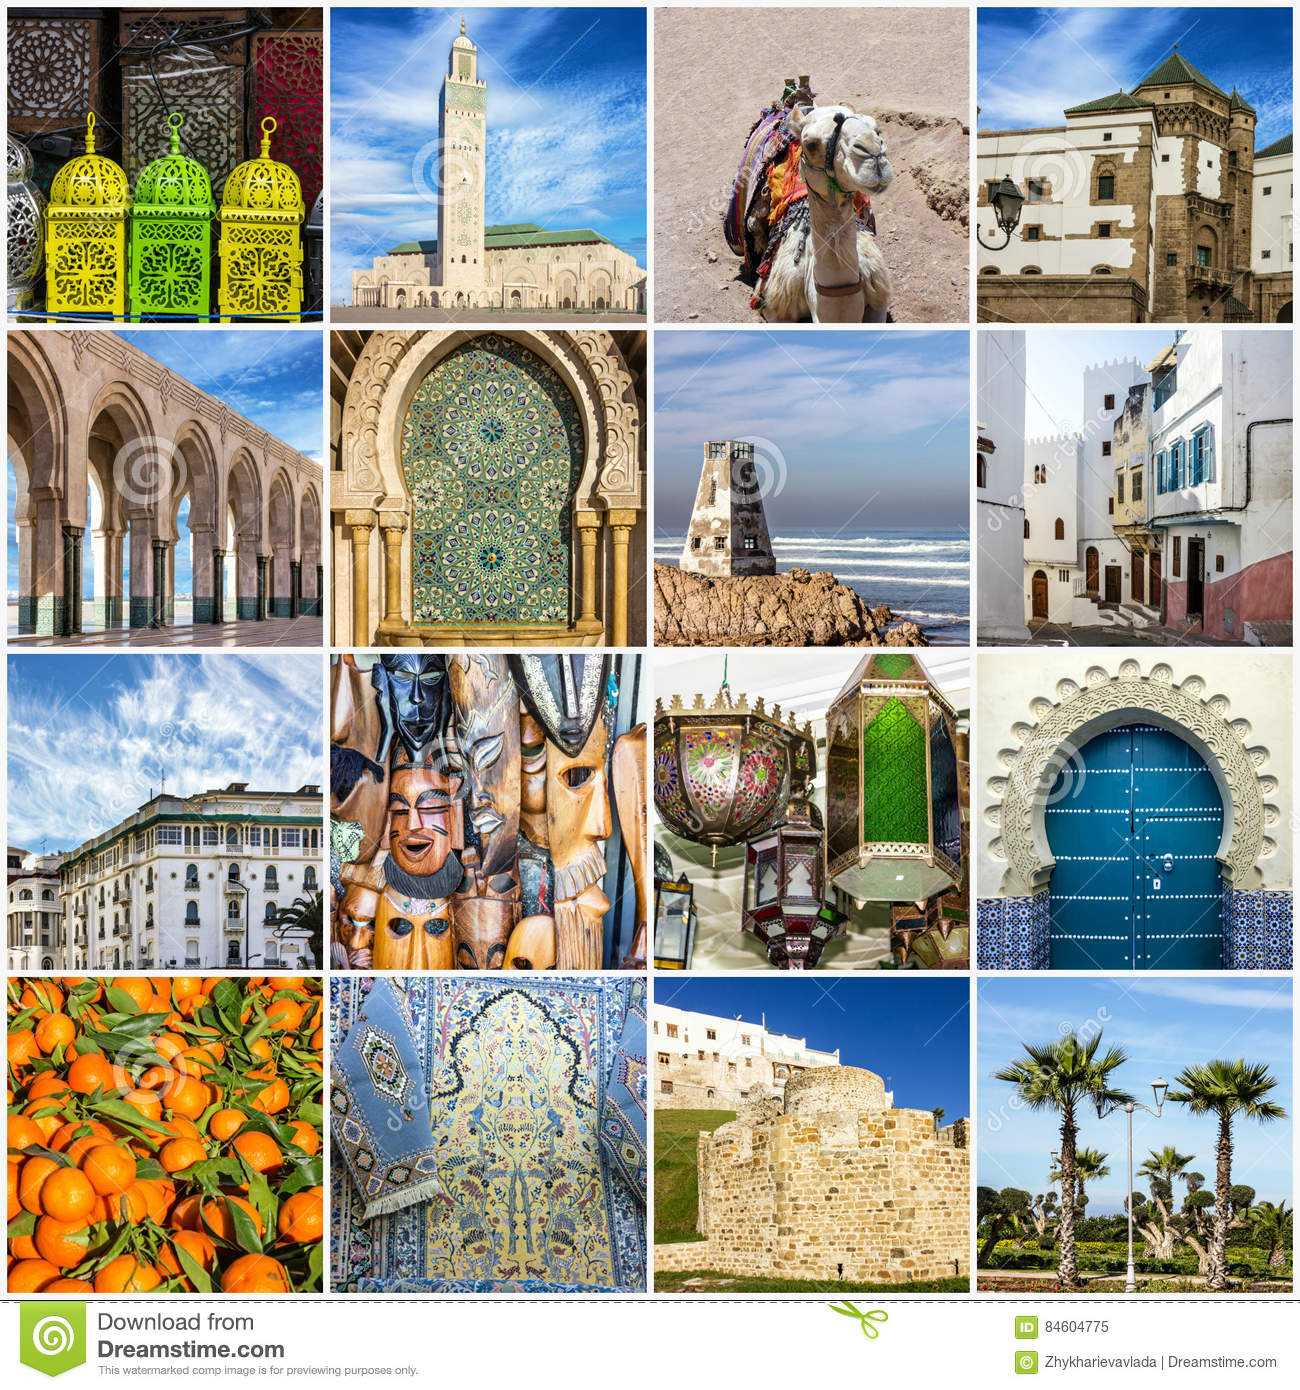 Download from
Dreamstime.com
This watermarked comp image is for previewing purposes only.
ID 84604775
© Zhykharievavlada | Dreamstime.com